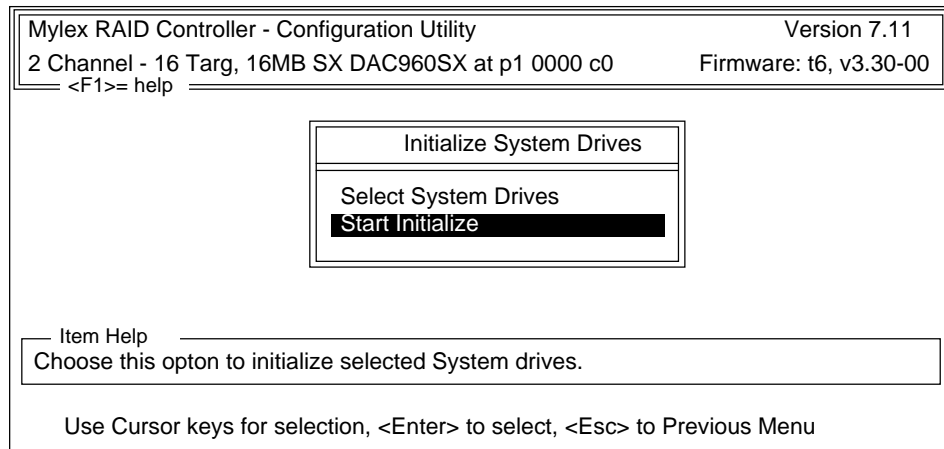 Mylex RAID Controller - Configuration Utility Version 7.11
2 Channel - 16 Targ, 16MB SX DAC960SX at p1 0000 c0 Firmware: t6, v3.30-00
<F1>= help
Initialize System Drives
Select System Drives
Start Initialize
Item Help
Choose this opton to initialize selected System drives.
Use Cursor keys for selection, <Enter> to select, <Esc> to Previous Menu